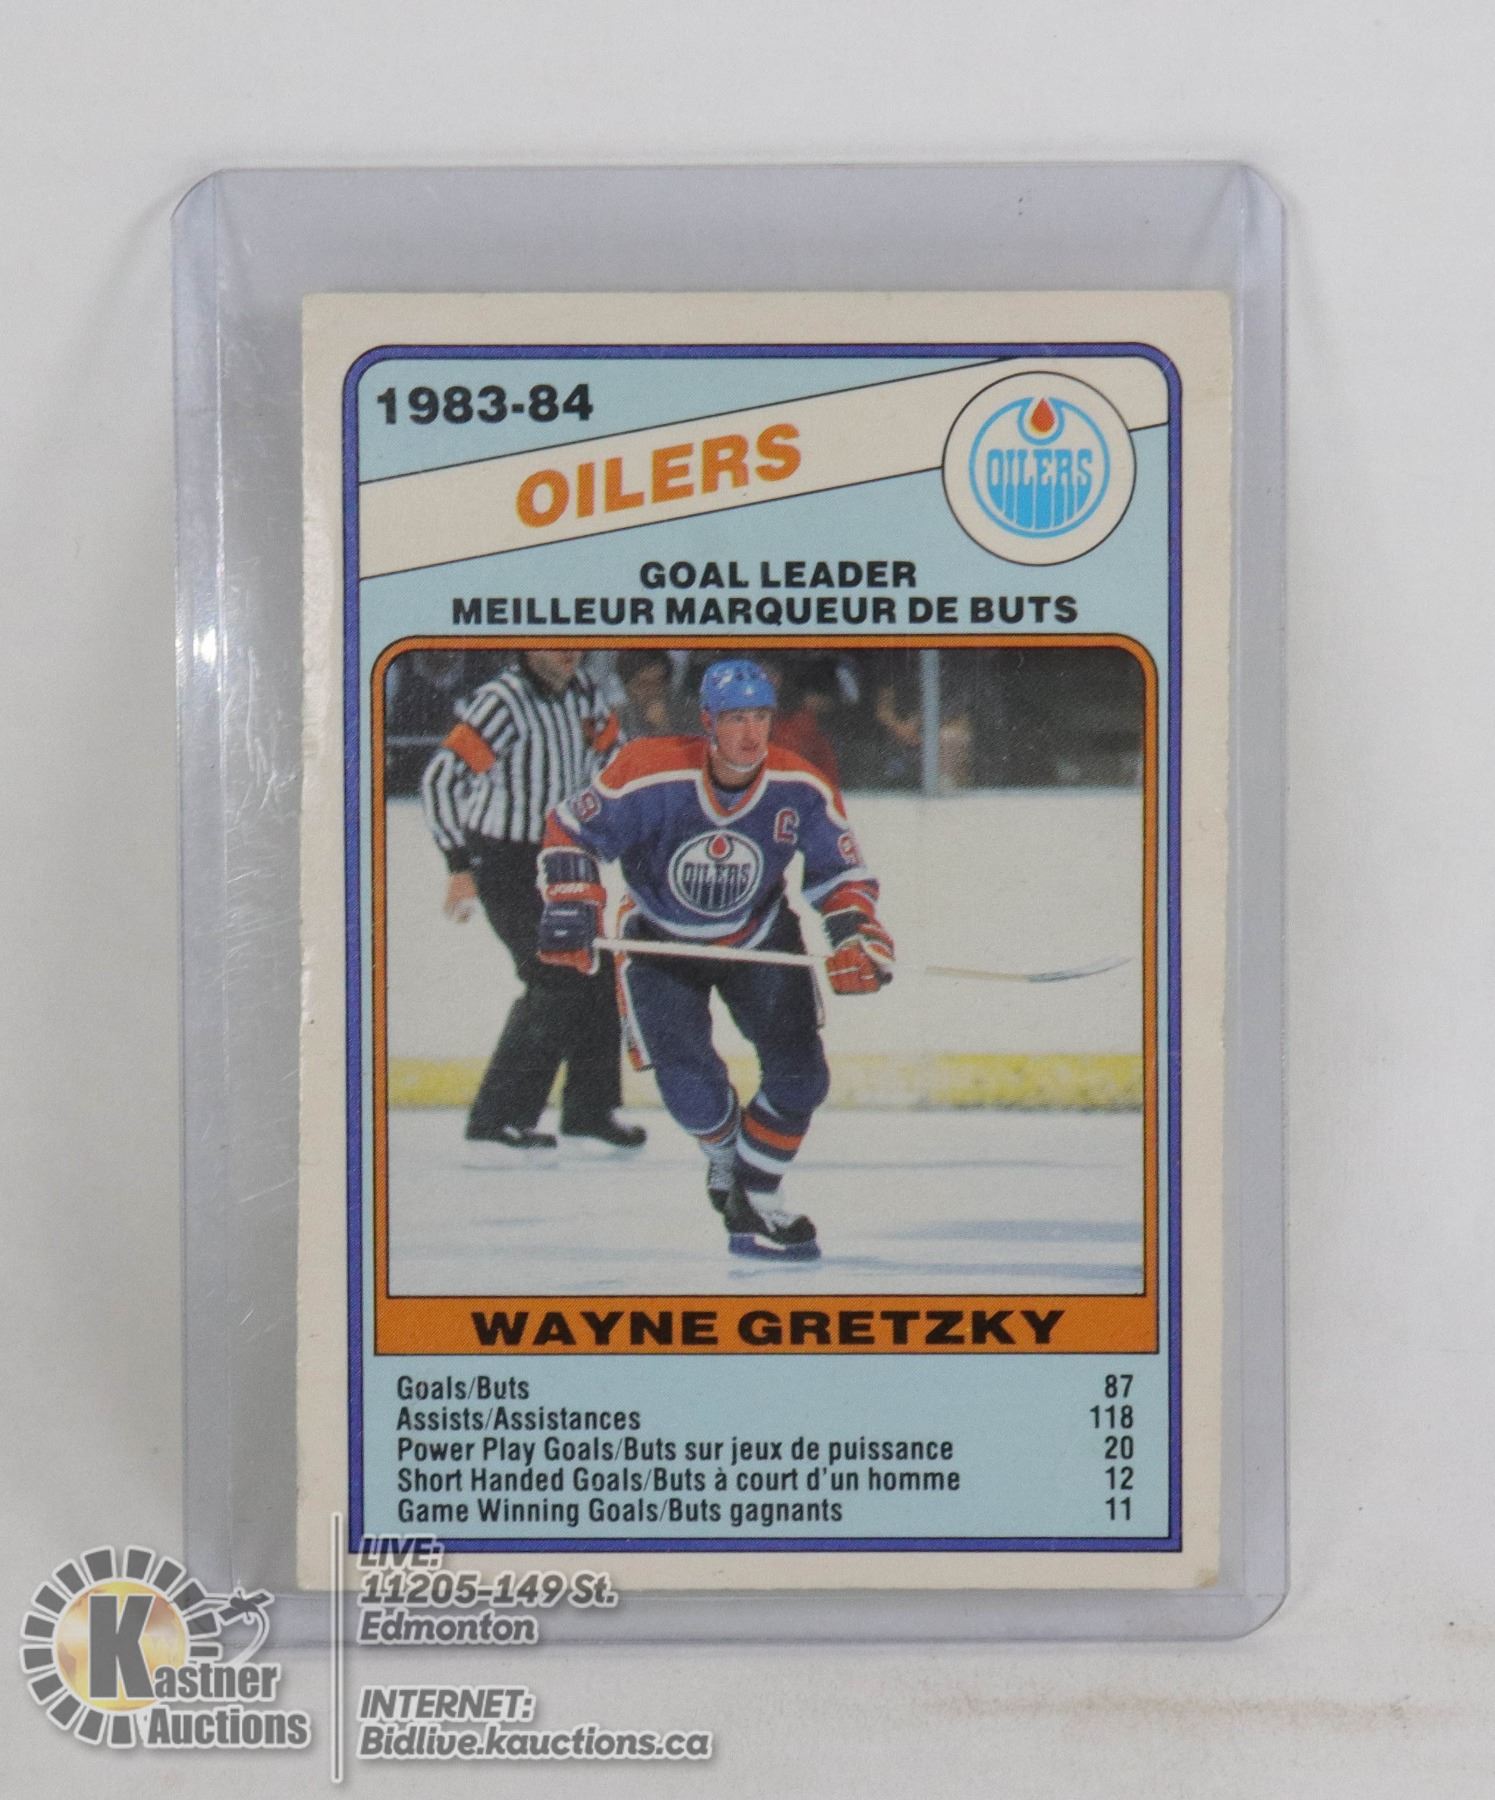 1983-84
OILERS
OILERS
GOAL LEADER
MEILLEUR MARQUEUR DE BUTS
C
OILERS
WAYNE GRETZKY
Goals/Buts 87
Assists/Assistances 118
Power Play Goals/Buts sur jeux de puissance 20
Short Handed Goals/Buts à court d'un homme 12
Game Winning Goals/Buts gagnants 11
LIVE:
11205-149 St.
Edmonton
Kastner
Auctions
INTERNET:
Bidlive.kauctions.ca